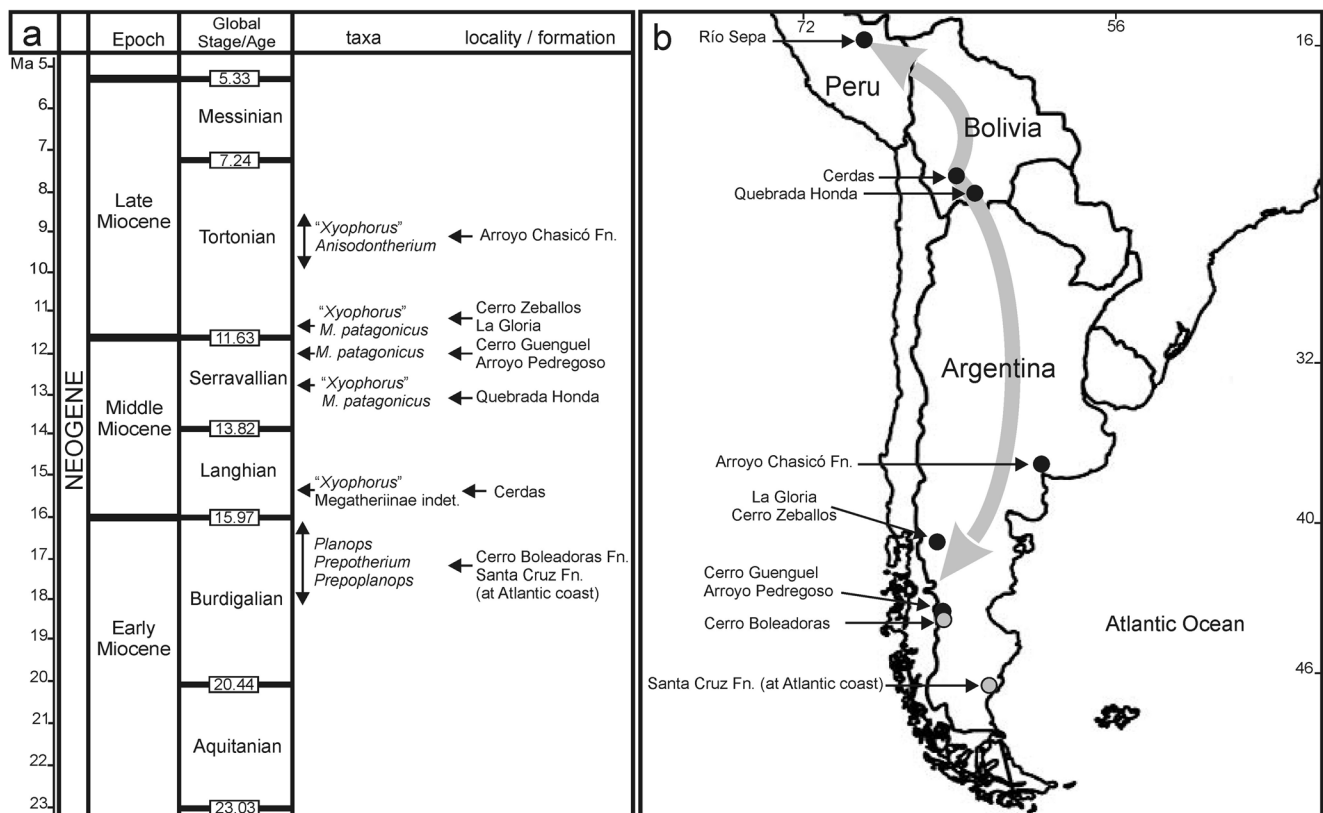 a
Epoch
Global
Stage/Age
taxa
locality / formation
Ma 5
6
7
8
9
10
11
12
13
14
15
16
17
18
19
20
21
22
23
NEOGENE
Late
Miocene
Middle
Miocene
Early
Miocene
5.33
Messinian
7.24
Tortonian
11.63
Serravallian
13.82
Langhian
15.97
Burdigalian
20.44
Aquitanian
23.03
"Xyophorus"
Anisodontherium
Arroyo Chasicó Fn.
"Xyophorus"
M. patagonicus
Cerro Zeballos
La Gloria
M. patagonicus
Cerro Guenguel
Arroyo Pedregoso
"Xyophorus"
M. patagonicus
Quebrada Honda
"Xyophorus"
Megatheriinae indet.
Cerdas
Planops
Prepotherium
Prepoplanops
Cerro Boleadoras Fn.
Santa Cruz Fn.
(at Atlantic coast)
b
72
56
16
32
40
46
Río Sepa
Peru
Bolivia
Cerdas
Quebrada Honda
Argentina
Arroyo Chasicó Fn.
La Gloria
Cerro Zeballos
Cerro Guenguel
Arroyo Pedregoso
Cerro Boleadoras
Atlantic Ocean
Santa Cruz Fn. (at Atlantic coast)